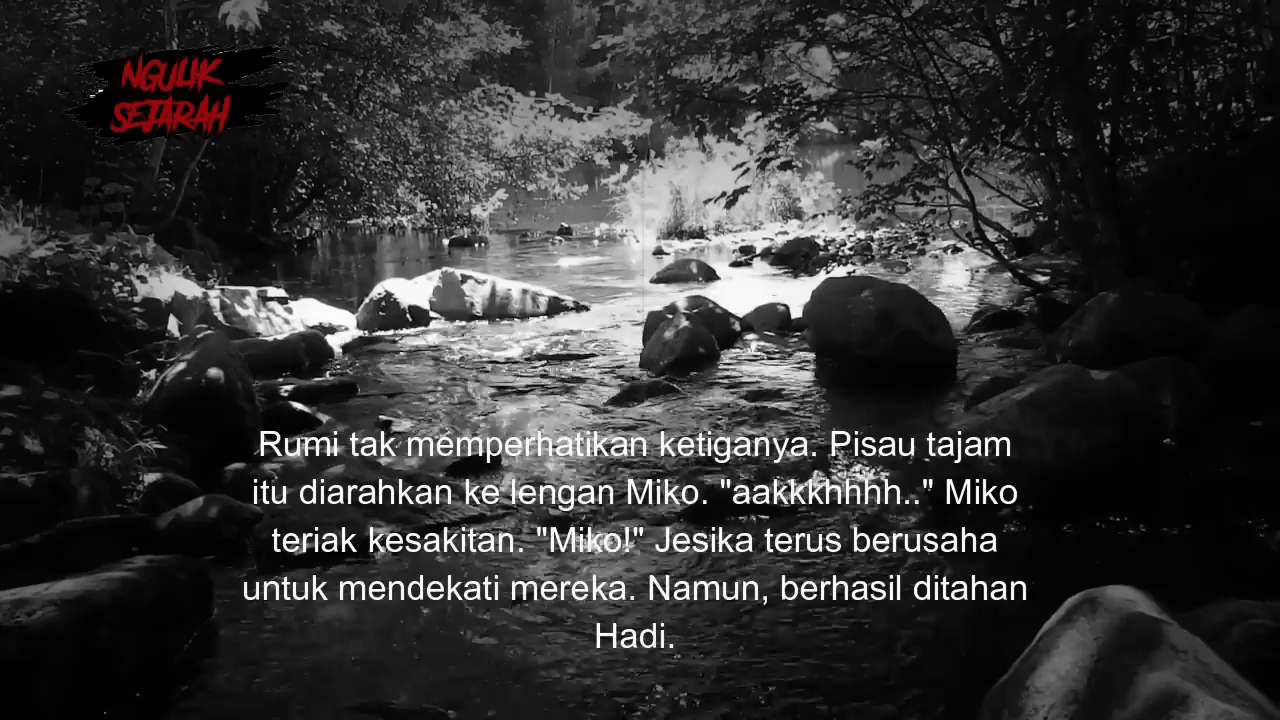 NGULIK
SEJARAH
Rumi tak memperhatikan ketiganya. Pisau tajam
itu diarahkan ke lengan Miko. "aakkkhhhh.." Miko
teriak kesakitan. "Miko!" Jesika terus berusaha
untuk mendekati mereka. Namun, berhasil ditahan
Hadi.